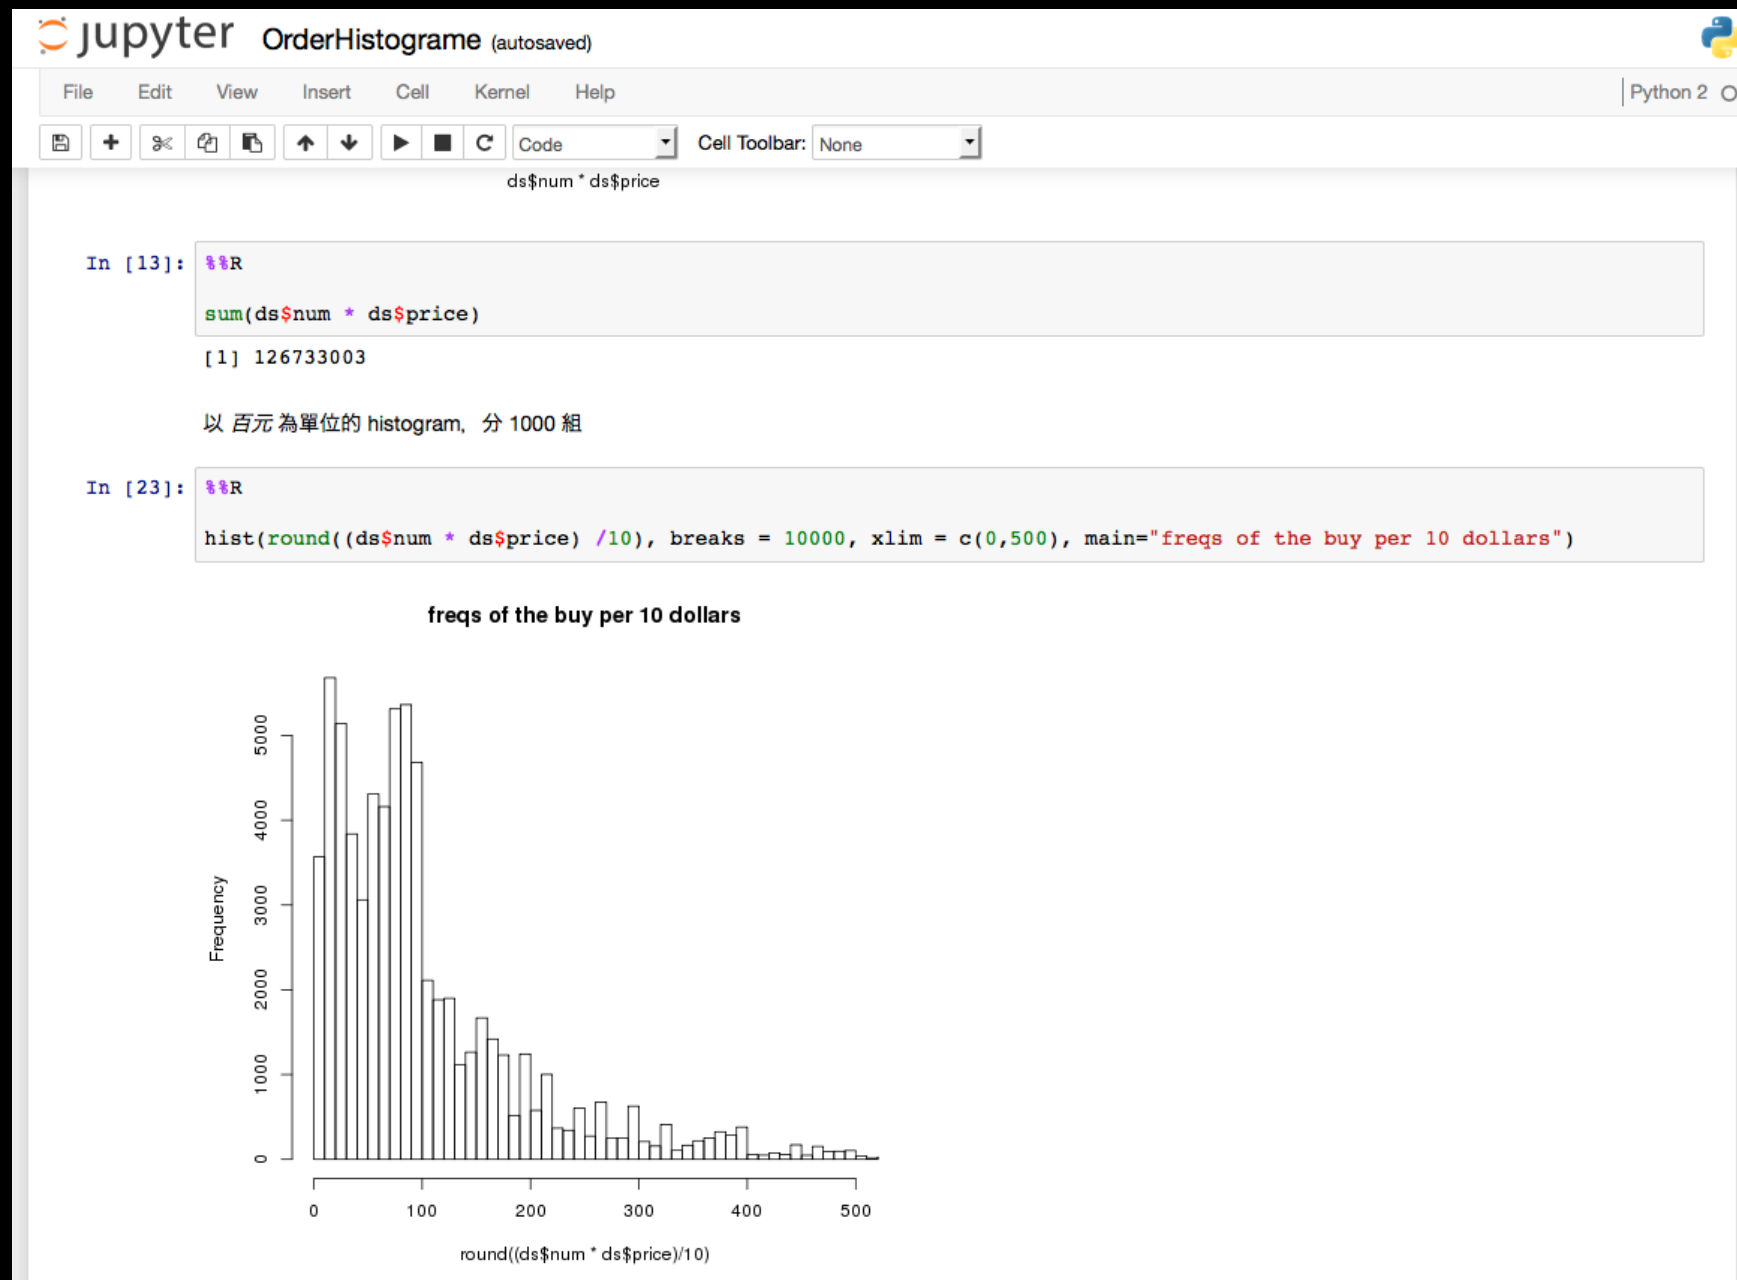 jupyter OrderHistograme (autosaved)
File Edit View Insert Cell Kernel Help Python 2
Code Cell Toolbar: None
ds$num * ds$price
In [13]: %%R
sum(ds$num * ds$price)
[1] 126733003
以 百元 為單位的 histogram, 分 1000 組
In [23]: %%R
hist(round((ds$num * ds$price) /10), breaks = 10000, xlim = c(0,500), main="freqs of the buy per 10 dollars")
freqs of the buy per 10 dollars
5000
4000
3000
2000
1000
0
Frequency
0 100 200 300 400 500
round((ds$num * ds$price)/10)